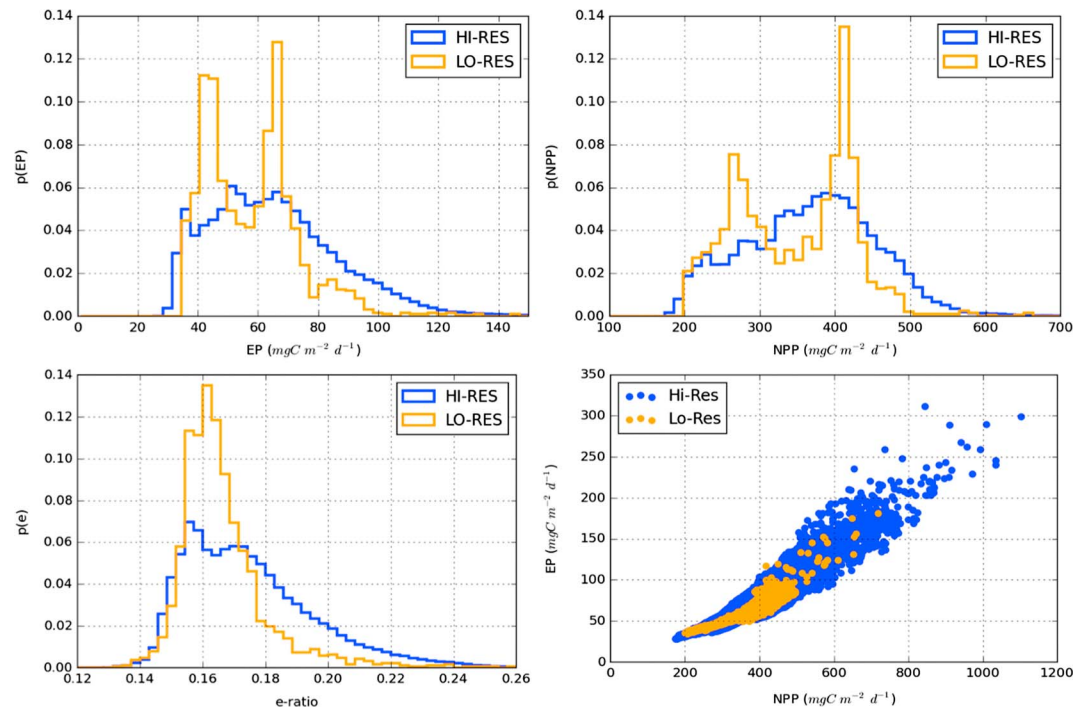 0.14
0.12
0.10
0.08
0.06
0.04
0.02
0.00
p(EP)
HI-RES
LO-RES
0 20 40 60 80 100 120 140
EP (mgC m⁻² d⁻¹)
0.14
0.12
0.10
0.08
0.06
0.04
0.02
0.00
p(NPP)
HI-RES
LO-RES
100 200 300 400 500 600 700
NPP (mgC m⁻² d⁻¹)
0.14
0.12
0.10
0.08
0.06
0.04
0.02
0.00
p(e)
HI-RES
LO-RES
0.12 0.14 0.16 0.18 0.20 0.22 0.24 0.26
e-ratio
350
300
250
200
150
100
50
0
EP (mgC m⁻² d⁻¹)
Hi-Res
Lo-Res
0 200 400 600 800 1000 1200
NPP (mgC m⁻² d⁻¹)